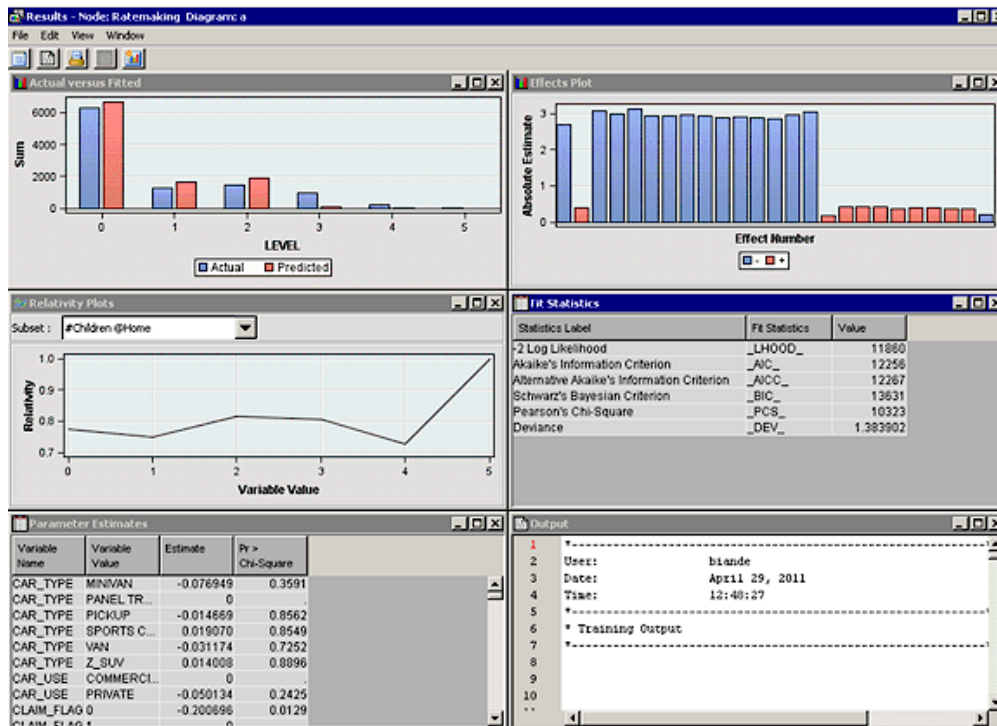 Results - Node: Ratemaking Diagram: a
File Edit View Window
Actual versus Fitted
6000
4000
2000
0
Sum
0 1 2 3 4 5
LEVEL
Actual Predicted
Effects Plot
3
2
1
0
Absolute Estimate
Effect Number
- +
Relativity Plots
Subset : #Children @Home
1.0
0.9
0.8
0.7
Relativity
0 1 2 3 4 5
Variable Value
Fit Statistics
Statistics Label Fit Statistics Value
-2 Log Likelihood _LHOOD_ 11860
Akaike's Information Criterion _AIC_ 12256
Alternative Akaike's Information Criterion _AICC_ 12267
Schwarz's Bayesian Criterion _BIC_ 13631
Pearson's Chi-Square _PCS_ 10323
Deviance _DEV_ 1.383902
Parameter Estimates
Variable Name Variable Value Estimate Pr > Chi-Square
CAR_TYPE MINIVAN -0.076949 0.3591
CAR_TYPE PANEL TR... 0 .
CAR_TYPE PICKUP -0.014669 0.8562
CAR_TYPE SPORTS C... 0.019070 0.8549
CAR_TYPE VAN -0.031174 0.7252
CAR_TYPE Z_SUV 0.014008 0.8896
CAR_USE COMMERCI... 0 .
CAR_USE PRIVATE -0.050134 0.2425
CLAIM_FLAG 0 -0.200696 0.0129
CLAIM_FLAG 1 0
Output
1 *------------------------------------------------------------*
2 User: biande
3 Date: April 29, 2011
4 Time: 12:48:27
5 *------------------------------------------------------------*
6 * Training Output
7 *------------------------------------------------------------*
8
9
10